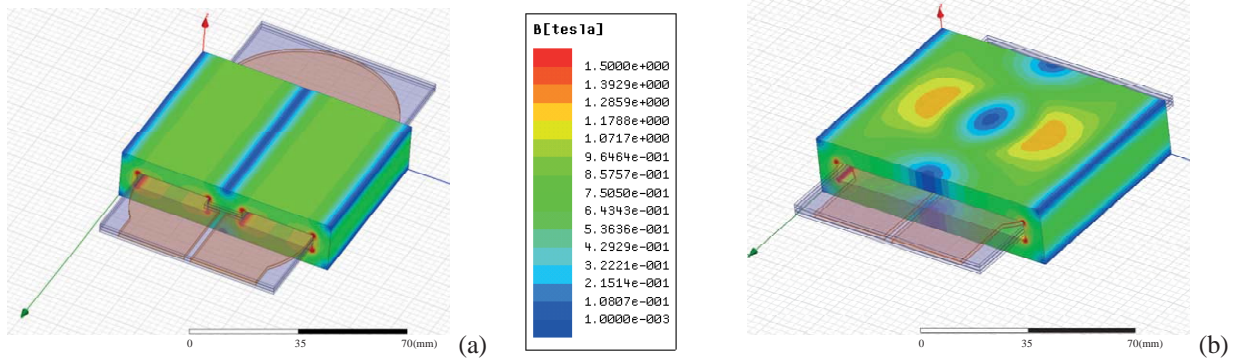 B[tesla]
1.5000e+000
1.3929e+000
1.2859e+000
1.1788e+000
1.0717e+000
9.6464e-001
8.5757e-001
7.5050e-001
6.4343e-001
5.3636e-001
4.2929e-001
3.2221e-001
2.1514e-001
1.0807e-001
1.0000e-003
0 35 70(mm)
(a)
0 35 70(mm)
(b)